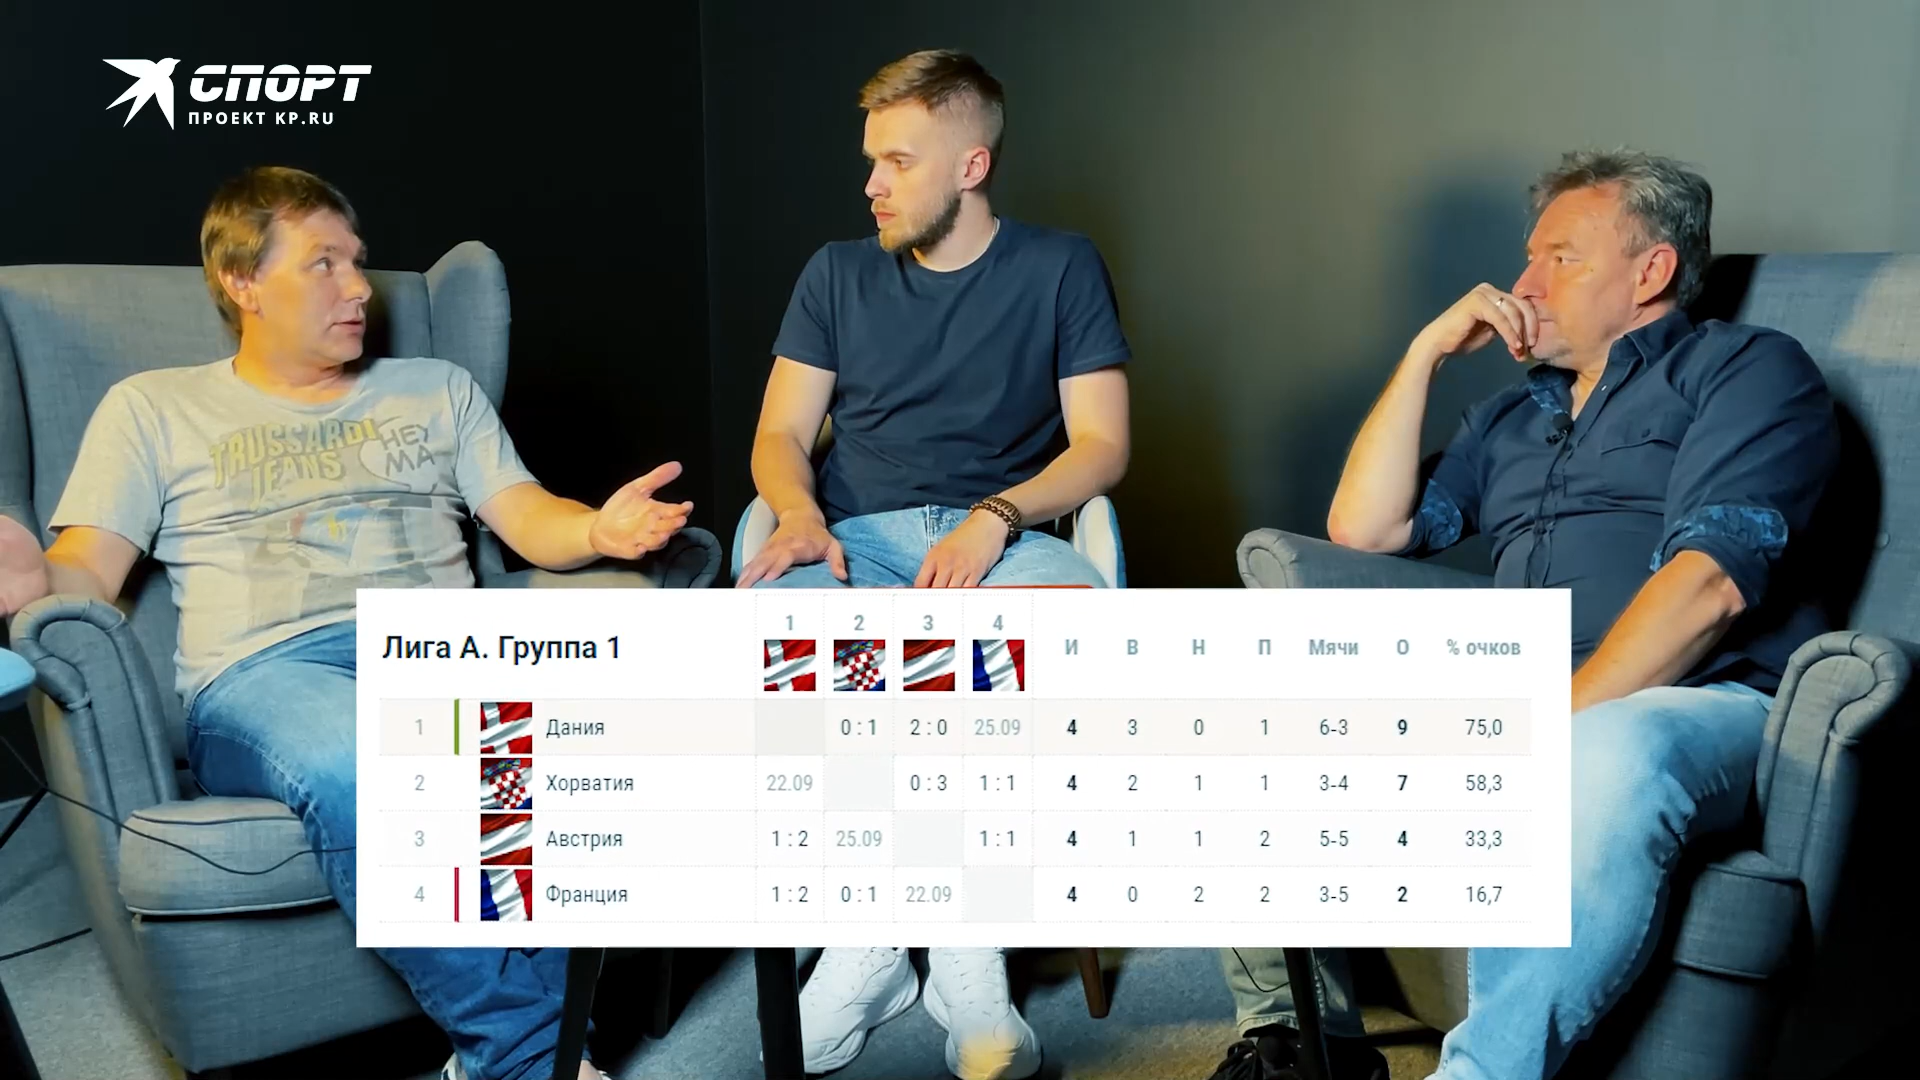 СПОРТ
ПРОЕКТ KP.RU
TRUSSARDI
JEANS
HEY
MA
Лига А. Группа 1 1 2 3 4 И В Н П Мячи О % очков
1 Дания 0 : 1 2 : 0 25.09 4 3 0 1 6-3 9 75,0
2 Хорватия 22.09 0 : 3 1 : 1 4 2 1 1 3-4 7 58,3
3 Австрия 1 : 2 25.09 1 : 1 4 1 1 2 5-5 4 33,3
4 Франция 1 : 2 0 : 1 22.09 4 0 2 2 3-5 2 16,7